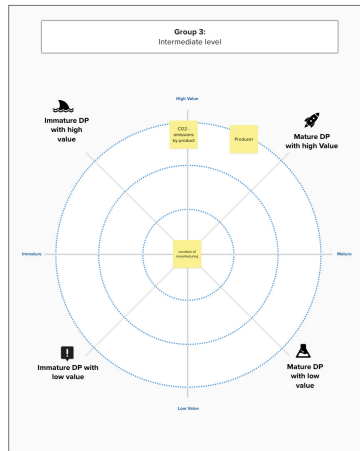 Group 3:
Intermediate level
High Value
Immature DP
with high
value
CO2 -
emissions
by product
Producer
Mature DP
with high Value
Immature
Location of
manufacturing
Mature
Immature DP with
low value
Mature DP
with low
value
Low Value